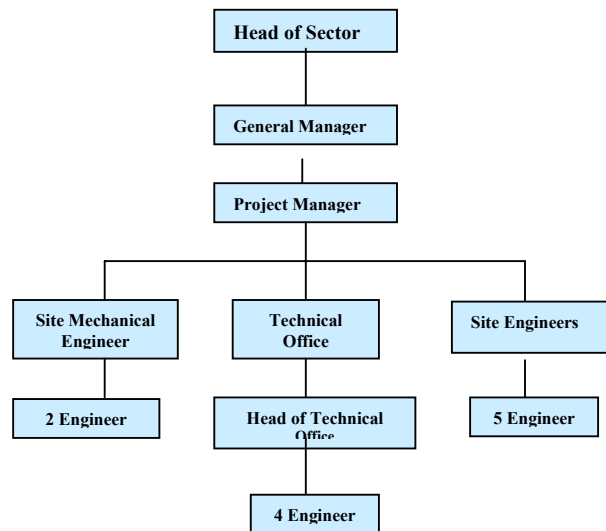 Head of Sector
General Manager
Project Manager
Site Mechanical
Engineer
Technical
Office
Site Engineers
2 Engineer
Head of Technical
Office
5 Engineer
4 Engineer